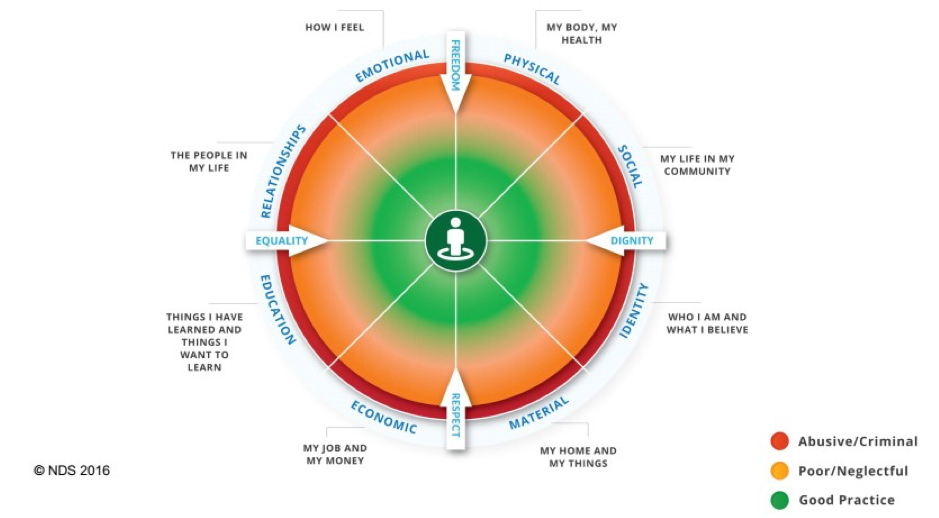 HOW I FEEL
MY BODY, MY
HEALTH
EMOTIONAL
FREEDOM
PHYSICAL
THE PEOPLE IN
MY LIFE
RELATIONSHIPS
SOCIAL
MY LIFE IN MY
COMMUNITY
EQUALITY
DIGNITY
THINGS I HAVE
LEARNED AND
THINGS I
WANT TO
LEARN
EDUCATION
IDENTITY
WHO I AM AND
WHAT I BELIEVE
ECONOMIC
RESPECT
MATERIAL
MY JOB AND
MY MONEY
MY HOME AND
MY THINGS
© NDS 2016
Abusive/Criminal
Poor/Neglectful
Good Practice